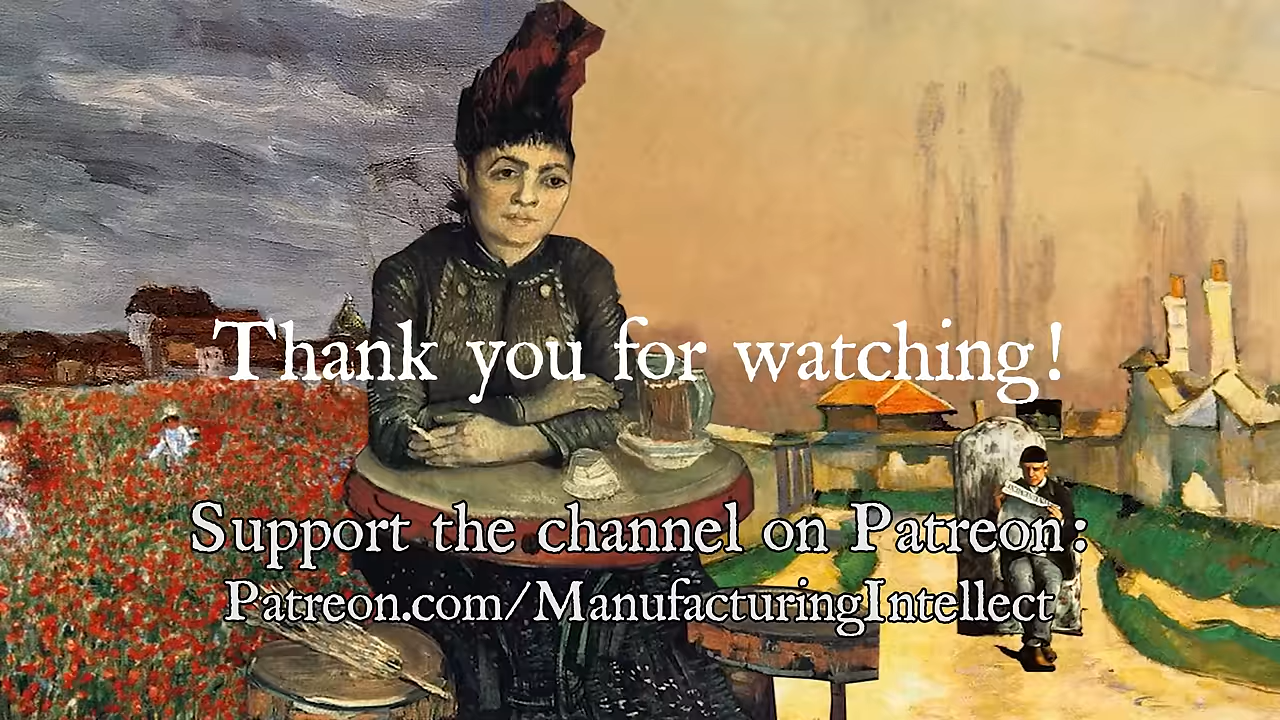 Thank you for watching!
Support the channel on Patreon:
Patreon.com/ManufacturingIntellect